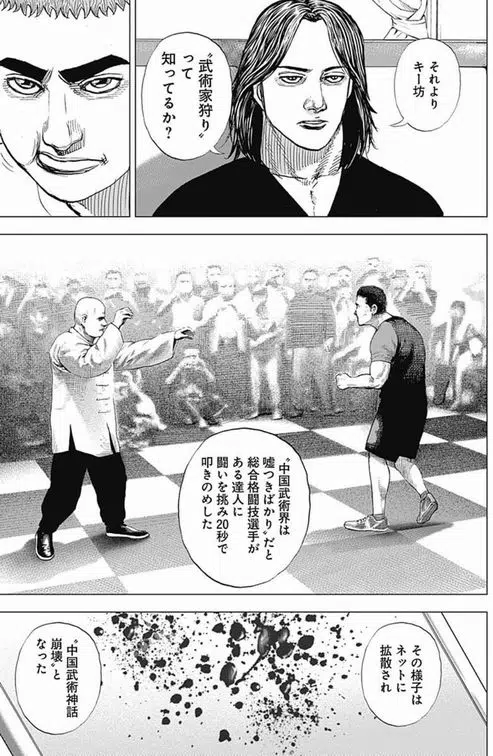 それより
キー坊
〝武術家狩り〟
って
知ってるか?
〝中国武術界は
嘘つきばかり〟だと
総合格闘技選手が
ある達人に
闘いを挑み20秒で
叩きのめした
その様子は
ネットに
拡散され
〝中国武術神話
崩壊〟と
なった